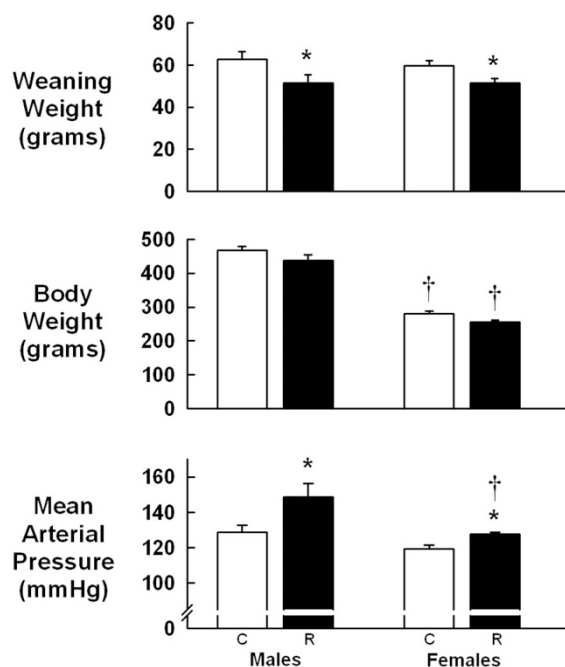 80
60
40
20
0
Weaning
Weight
(grams)
*
*
500
400
300
200
100
0
Body
Weight
(grams)
†
†
160
140
120
100
0
Mean
Arterial
Pressure
(mmHg)
*
†
*
C R C R
Males Females